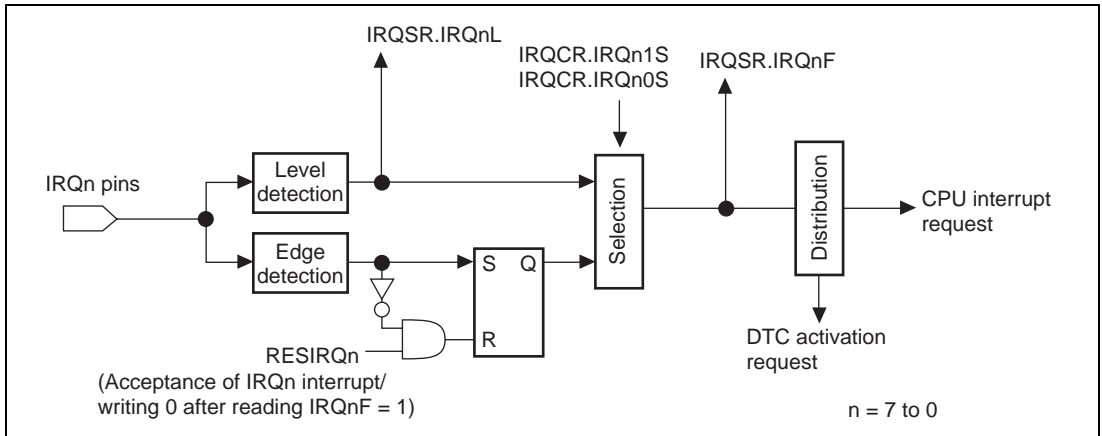 IRQSR.IRQnL
IRQCR.IRQn1S
IRQCR.IRQn0S
IRQSR.IRQnF
IRQn pins
Level
detection
Edge
detection
S Q
R
Selection
Distribution
CPU interrupt
request
DTC activation
request
RESIRQn
(Acceptance of IRQn interrupt/
writing 0 after reading IRQnF = 1)
n = 7 to 0